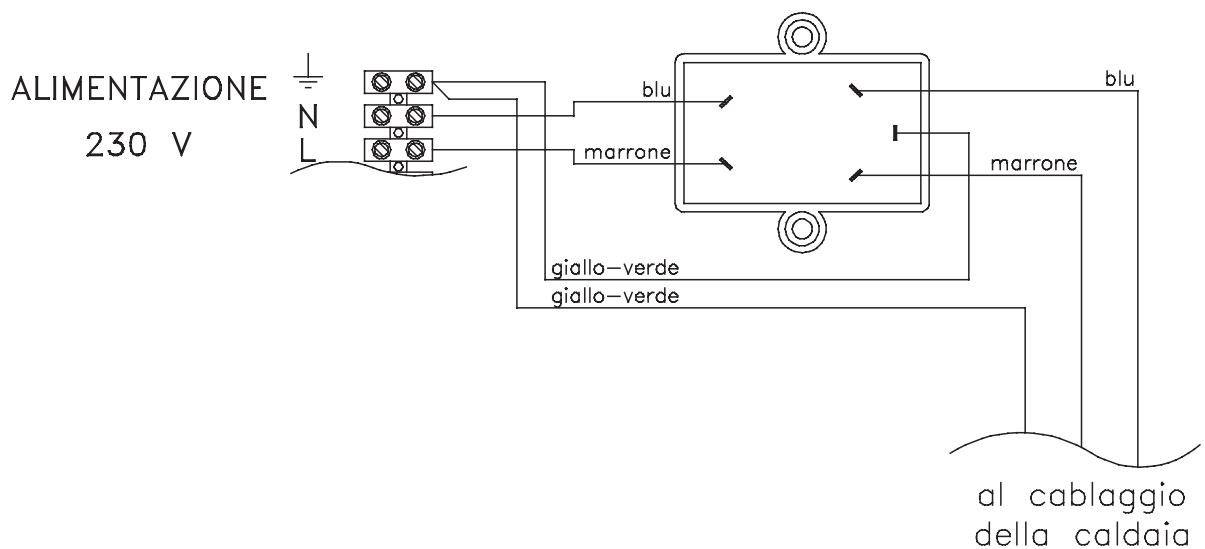 ALIMENTAZIONE
230 V
N
L
blu
marrone
blu
marrone
giallo-verde
giallo-verde
al cablaggio
della caldaia